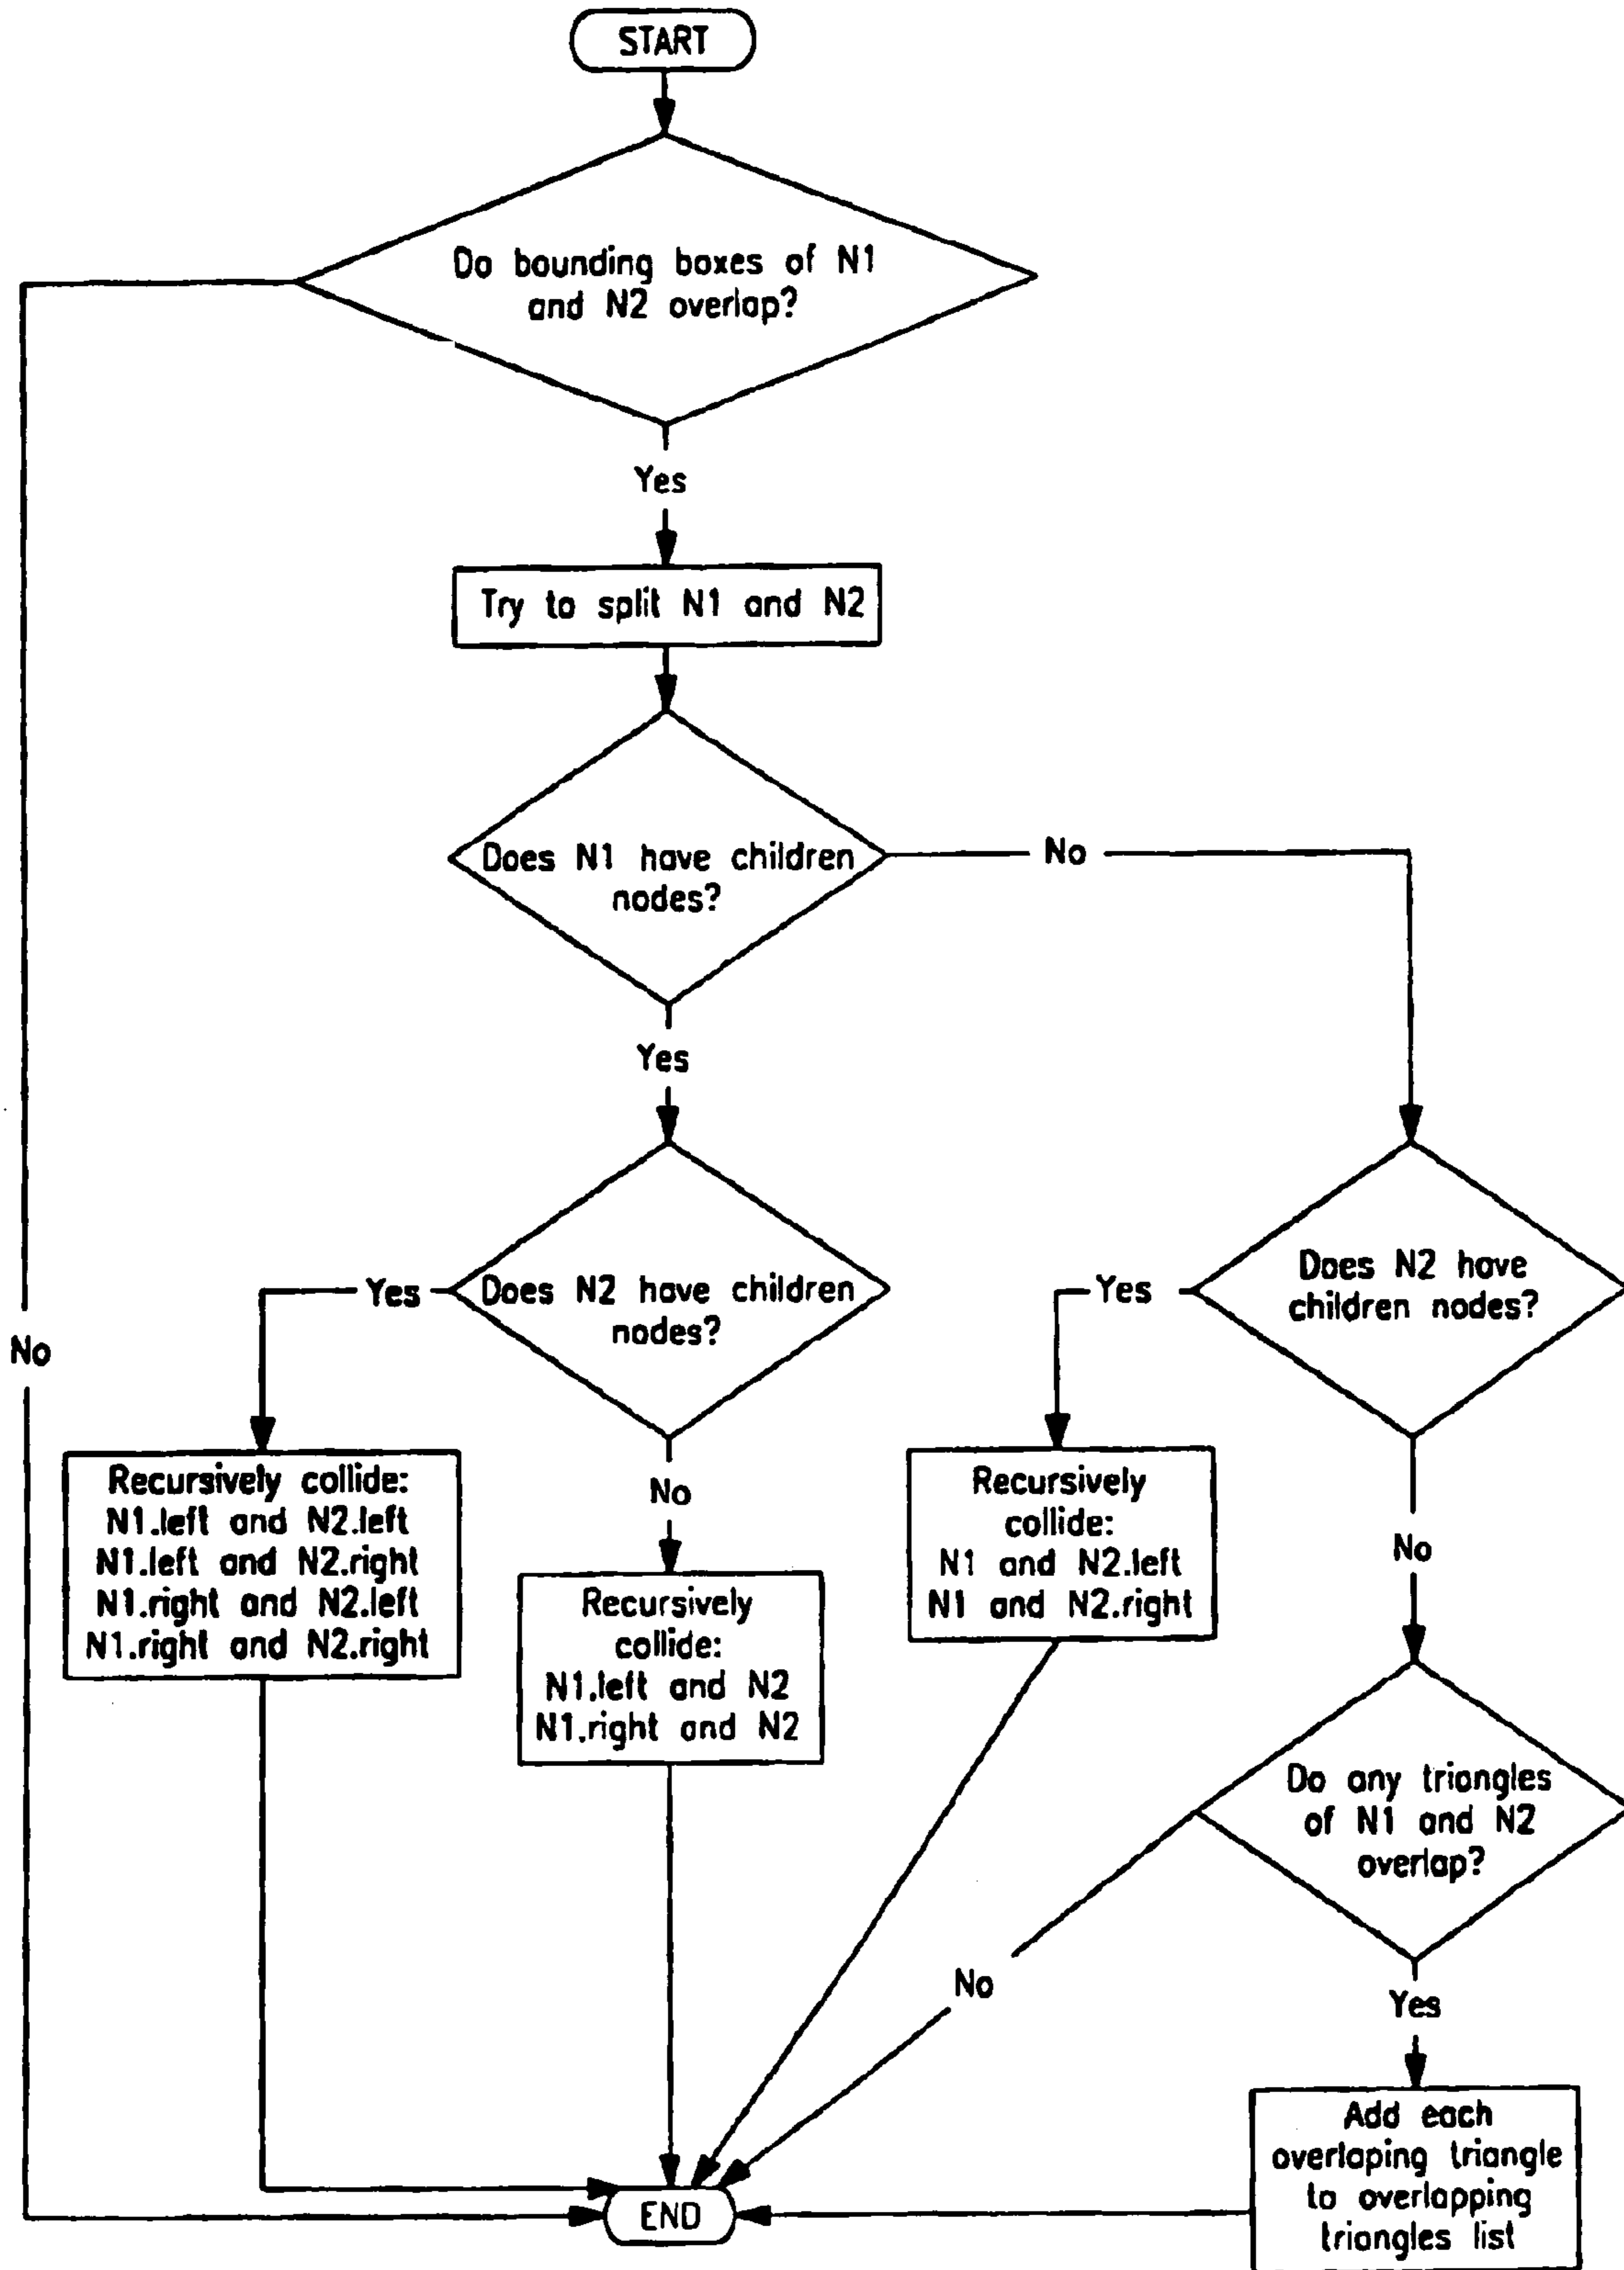 START
Do bounding boxes of N1
and N2 overlap?
Yes
Try to split N1 and N2
Does N1 have children
nodes?
No
Yes
Does N2 have children
nodes?
Yes
Does N2 have
children nodes?
Yes
No
Recursively collide:
N1.left and N2.left
N1.left and N2.right
N1.right and N2.left
N1.right and N2.right
No
Recursively
collide:
N1.left and N2
N1.right and N2
Recursively
collide:
N1 and N2.left
N1 and N2.right
No
Do any triangles
of N1 and N2
overlap?
No
Yes
Add each
overlaping triangle
to overlapping
triangles list
END